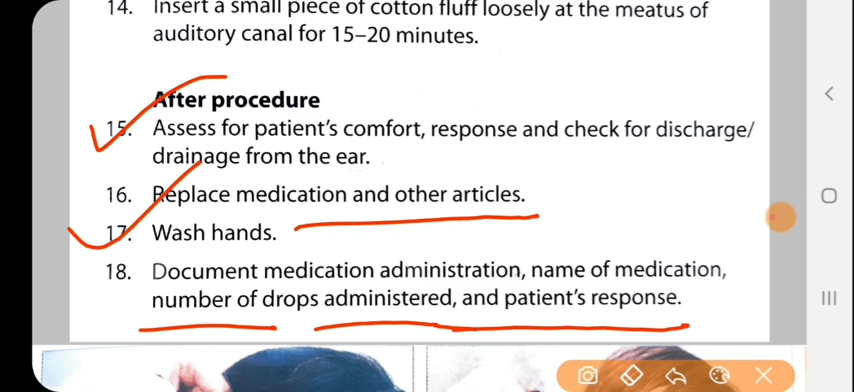 14. Insert a small piece of cotton fluff loosely at the meatus of
auditory canal for 15–20 minutes.
After procedure
15. Assess for patient's comfort, response and check for discharge/
drainage from the ear.
16. Replace medication and other articles.
17. Wash hands.
18. Document medication administration, name of medication,
number of drops administered, and patient's response.